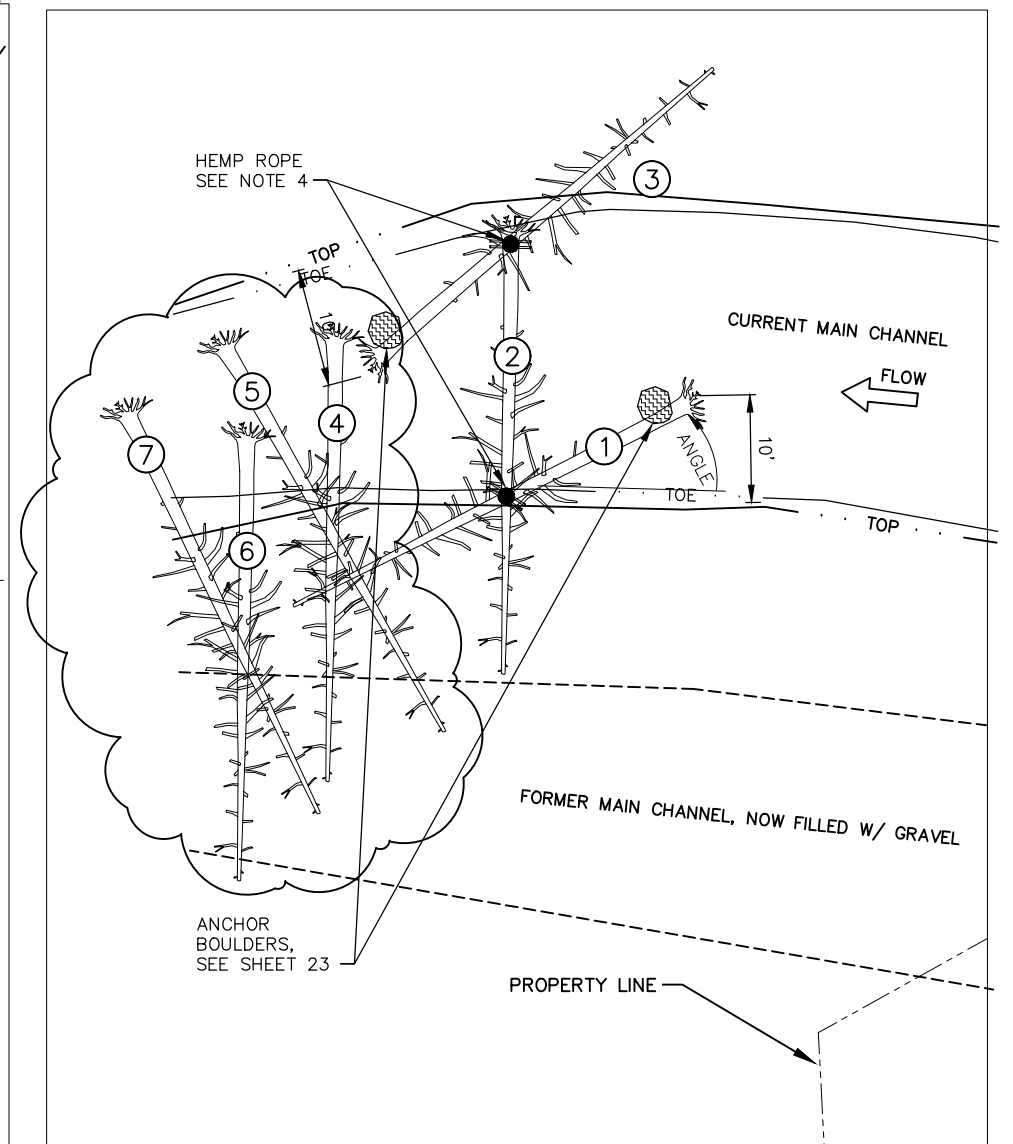 HEMP ROPE
SEE NOTE 4
3
TOP
TOE
CURRENT MAIN CHANNEL
2
FLOW
5
4
1
10'
ANGLE
7
TOE
TOP
6
FORMER MAIN CHANNEL, NOW FILLED W/ GRAVEL
ANCHOR
BOULDERS,
SEE SHEET 23
PROPERTY LINE